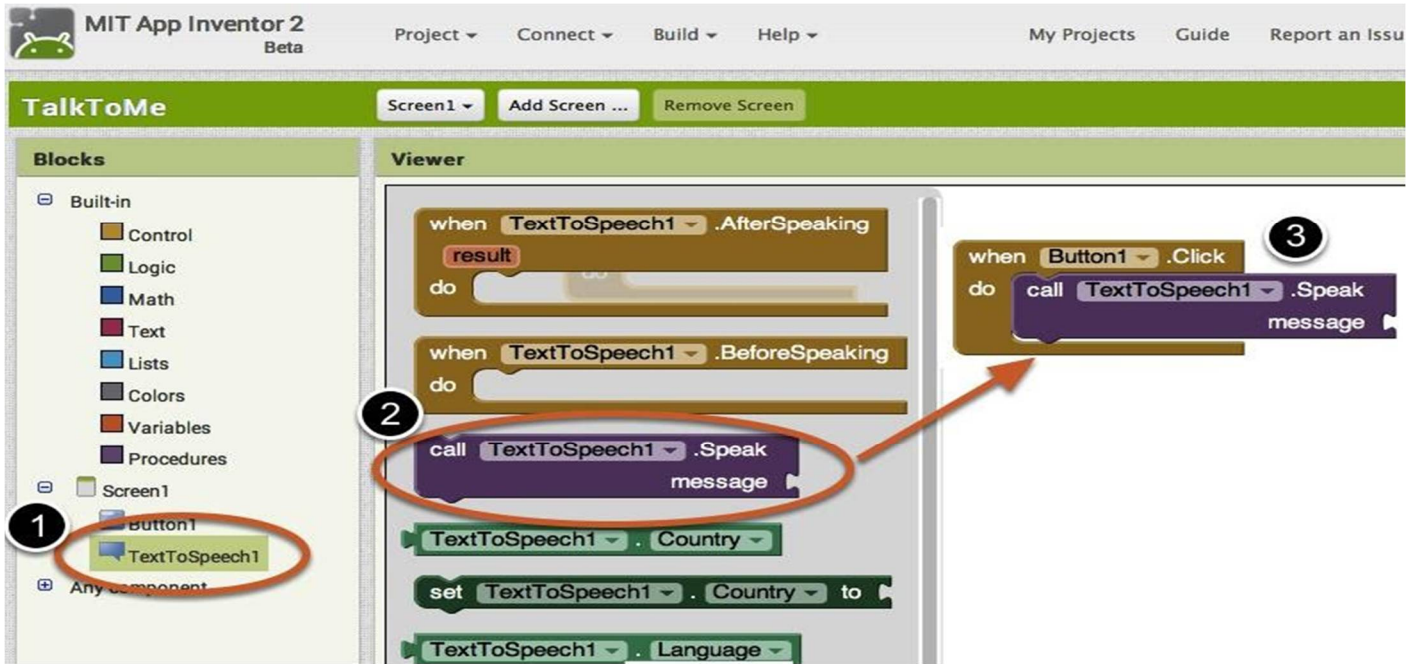 MIT App Inventor 2
Beta
Project Connect Build Help My Projects Guide Report an Issu
TalkToMe Screen1 Add Screen ... Remove Screen
Blocks
Built-in
Control
Logic
Math
Text
Lists
Colors
Variables
Procedures
Screen1
Button1
TextToSpeech1
Any component
1
Viewer
when TextToSpeech1 .AfterSpeaking
result
do
do
when TextToSpeech1 .BeforeSpeaking
do
2
call TextToSpeech1 .Speak
message
TextToSpeech1 . Country
set TextToSpeech1 . Country to
TextToSpeech1 . Language
3
when Button1 .Click
do call TextToSpeech1 .Speak
message